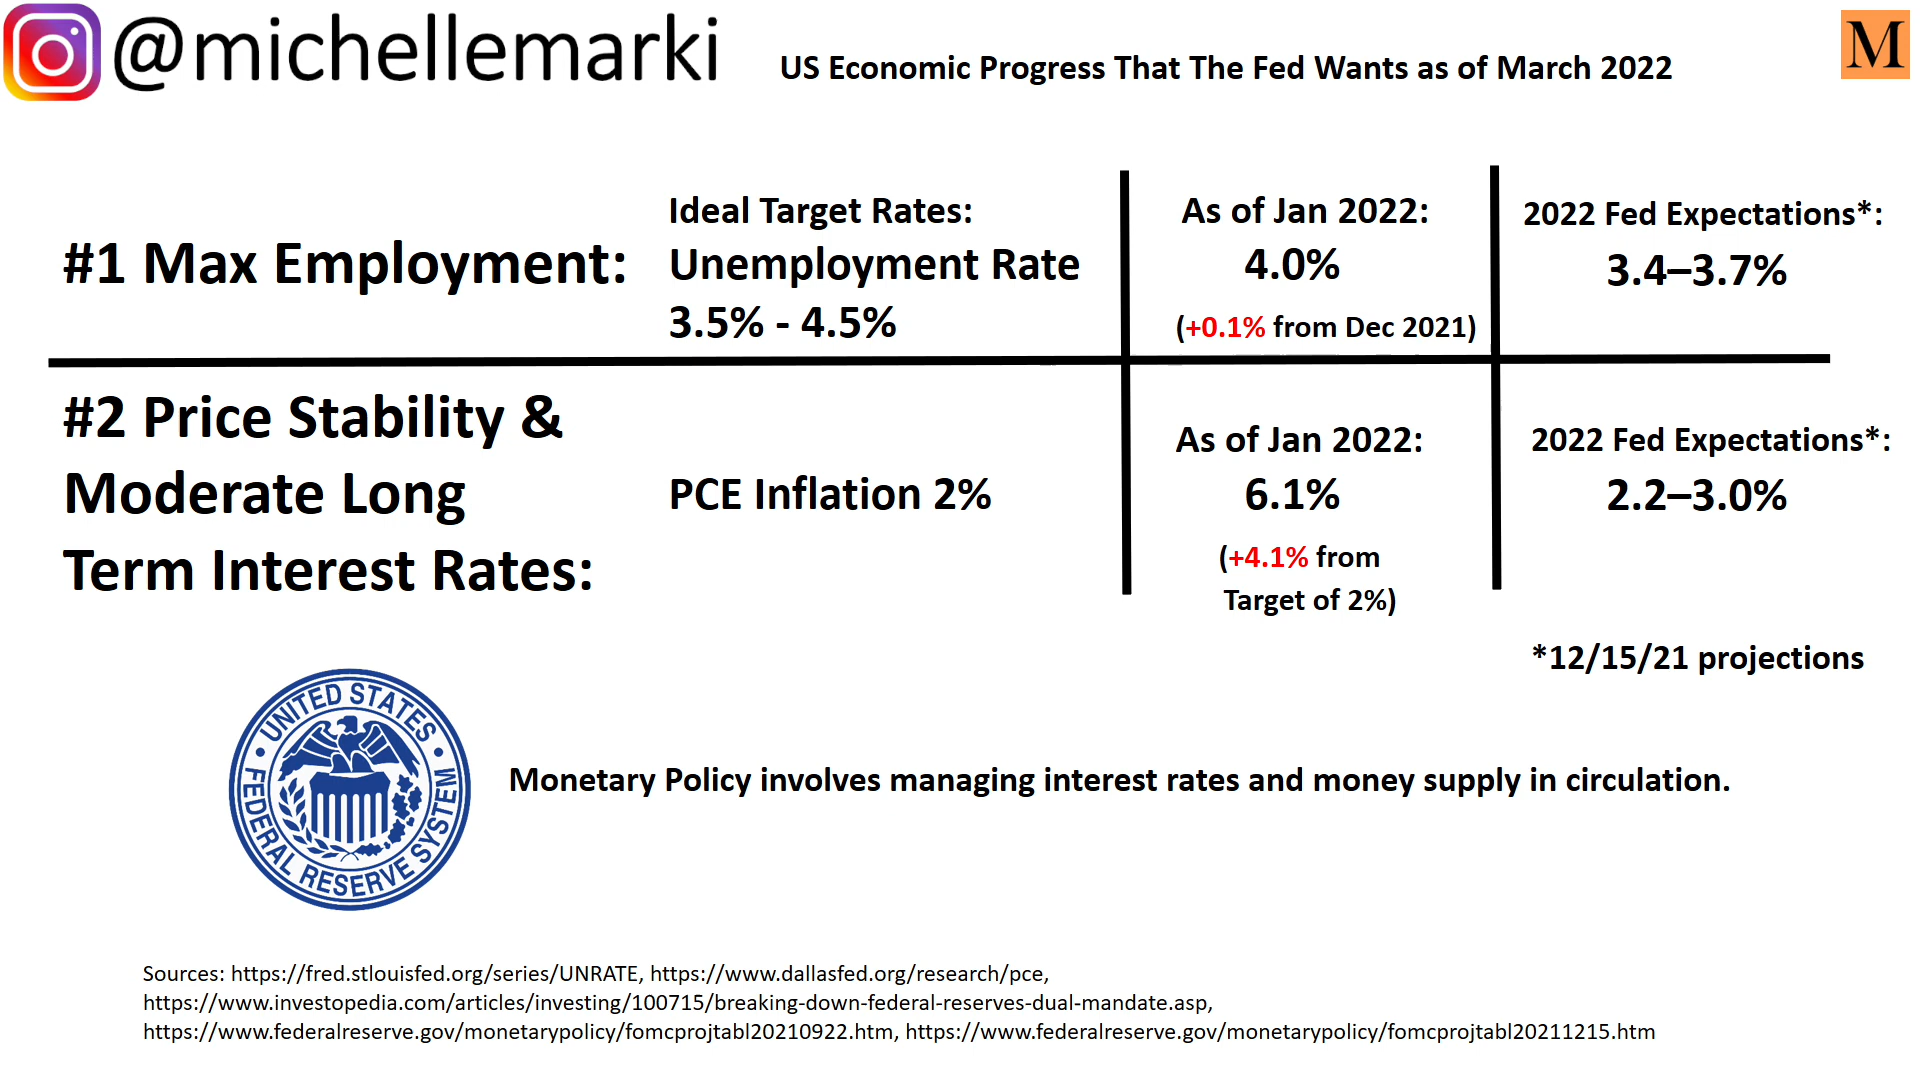 @michellemarki
US Economic Progress That The Fed Wants as of March 2022
M
#1 Max Employment:
Ideal Target Rates:
Unemployment Rate
3.5% - 4.5%
As of Jan 2022:
4.0%
(+0.1% from Dec 2021)
2022 Fed Expectations*:
3.4–3.7%
#2 Price Stability &
Moderate Long
Term Interest Rates:
PCE Inflation 2%
As of Jan 2022:
6.1%
(+4.1% from
Target of 2%)
2022 Fed Expectations*:
2.2–3.0%
*12/15/21 projections
UNITED STATES
FEDERAL RESERVE SYSTEM
Monetary Policy involves managing interest rates and money supply in circulation.
Sources: https://fred.stlouisfed.org/series/UNRATE, https://www.dallasfed.org/research/pce,
https://www.investopedia.com/articles/investing/100715/breaking-down-federal-reserves-dual-mandate.asp,
https://www.federalreserve.gov/monetarypolicy/fomcprojtabl20210922.htm, https://www.federalreserve.gov/monetarypolicy/fomcprojtabl20211215.htm